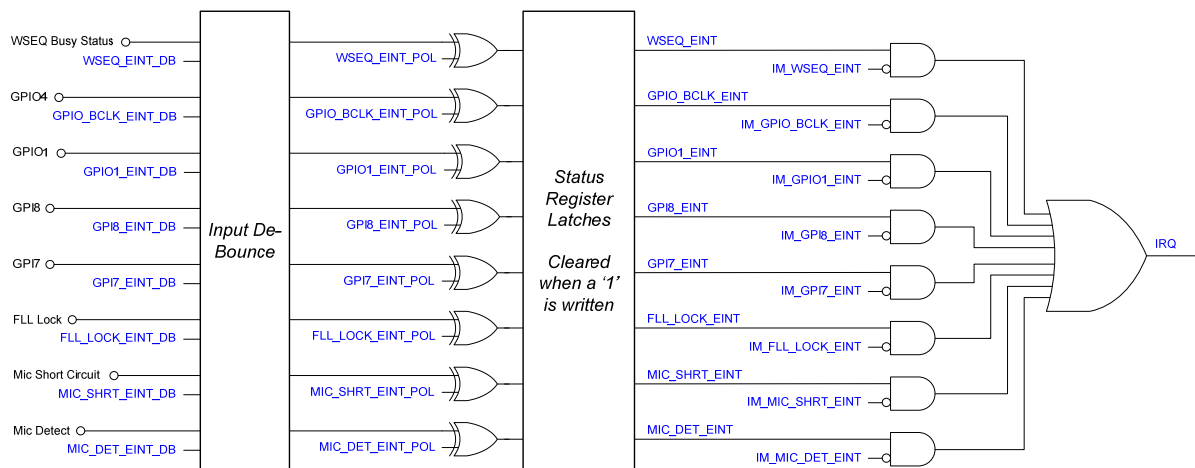 WSEQ Busy Status
WSEQ_EINT_DB
WSEQ_EINT_POL
WSEQ_EINT
IM_WSEQ_EINT
GPIO4
GPIO_BCLK_EINT_DB
GPIO_BCLK_EINT_POL
GPIO_BCLK_EINT
IM_GPIO_BCLK_EINT
GPIO1
GPIO1_EINT_DB
GPIO1_EINT_POL
GPIO1_EINT
IM_GPIO1_EINT
GPI8
GPI8_EINT_DB
GPI8_EINT_POL
GPI8_EINT
IM_GPI8_EINT
GPI7
GPI7_EINT_DB
GPI7_EINT_POL
GPI7_EINT
IM_GPI7_EINT
FLL Lock
FLL_LOCK_EINT_DB
FLL_LOCK_EINT_POL
FLL_LOCK_EINT
IM_FLL_LOCK_EINT
Mic Short Circuit
MIC_SHRT_EINT_DB
MIC_SHRT_EINT_POL
MIC_SHRT_EINT
IM_MIC_SHRT_EINT
Mic Detect
MIC_DET_EINT_DB
MIC_DET_EINT_POL
MIC_DET_EINT
IM_MIC_DET_EINT
Input De-
Bounce
Status
Register
Latches
Cleared
when a ‘1’
is written
IRQ